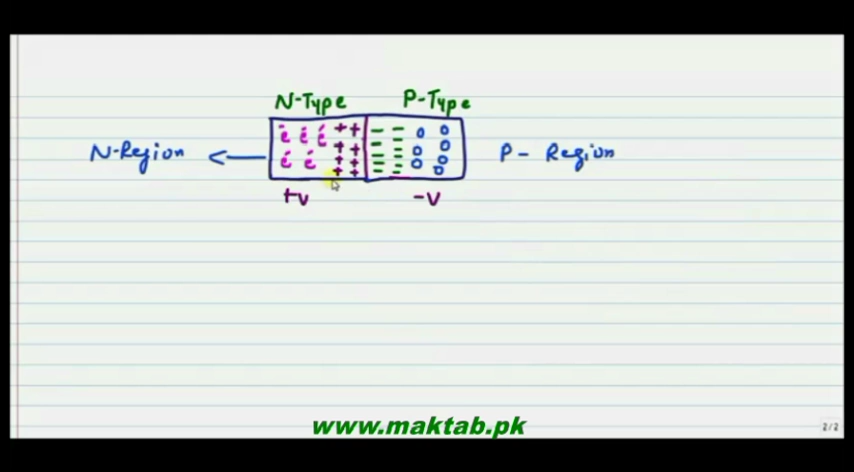 N-Type P-Type
e e e + + - - o o
N-Region + + - - o o P- Region
e e + + - - o o
+ + - - o
+v -v
www.maktab.pk
2/2